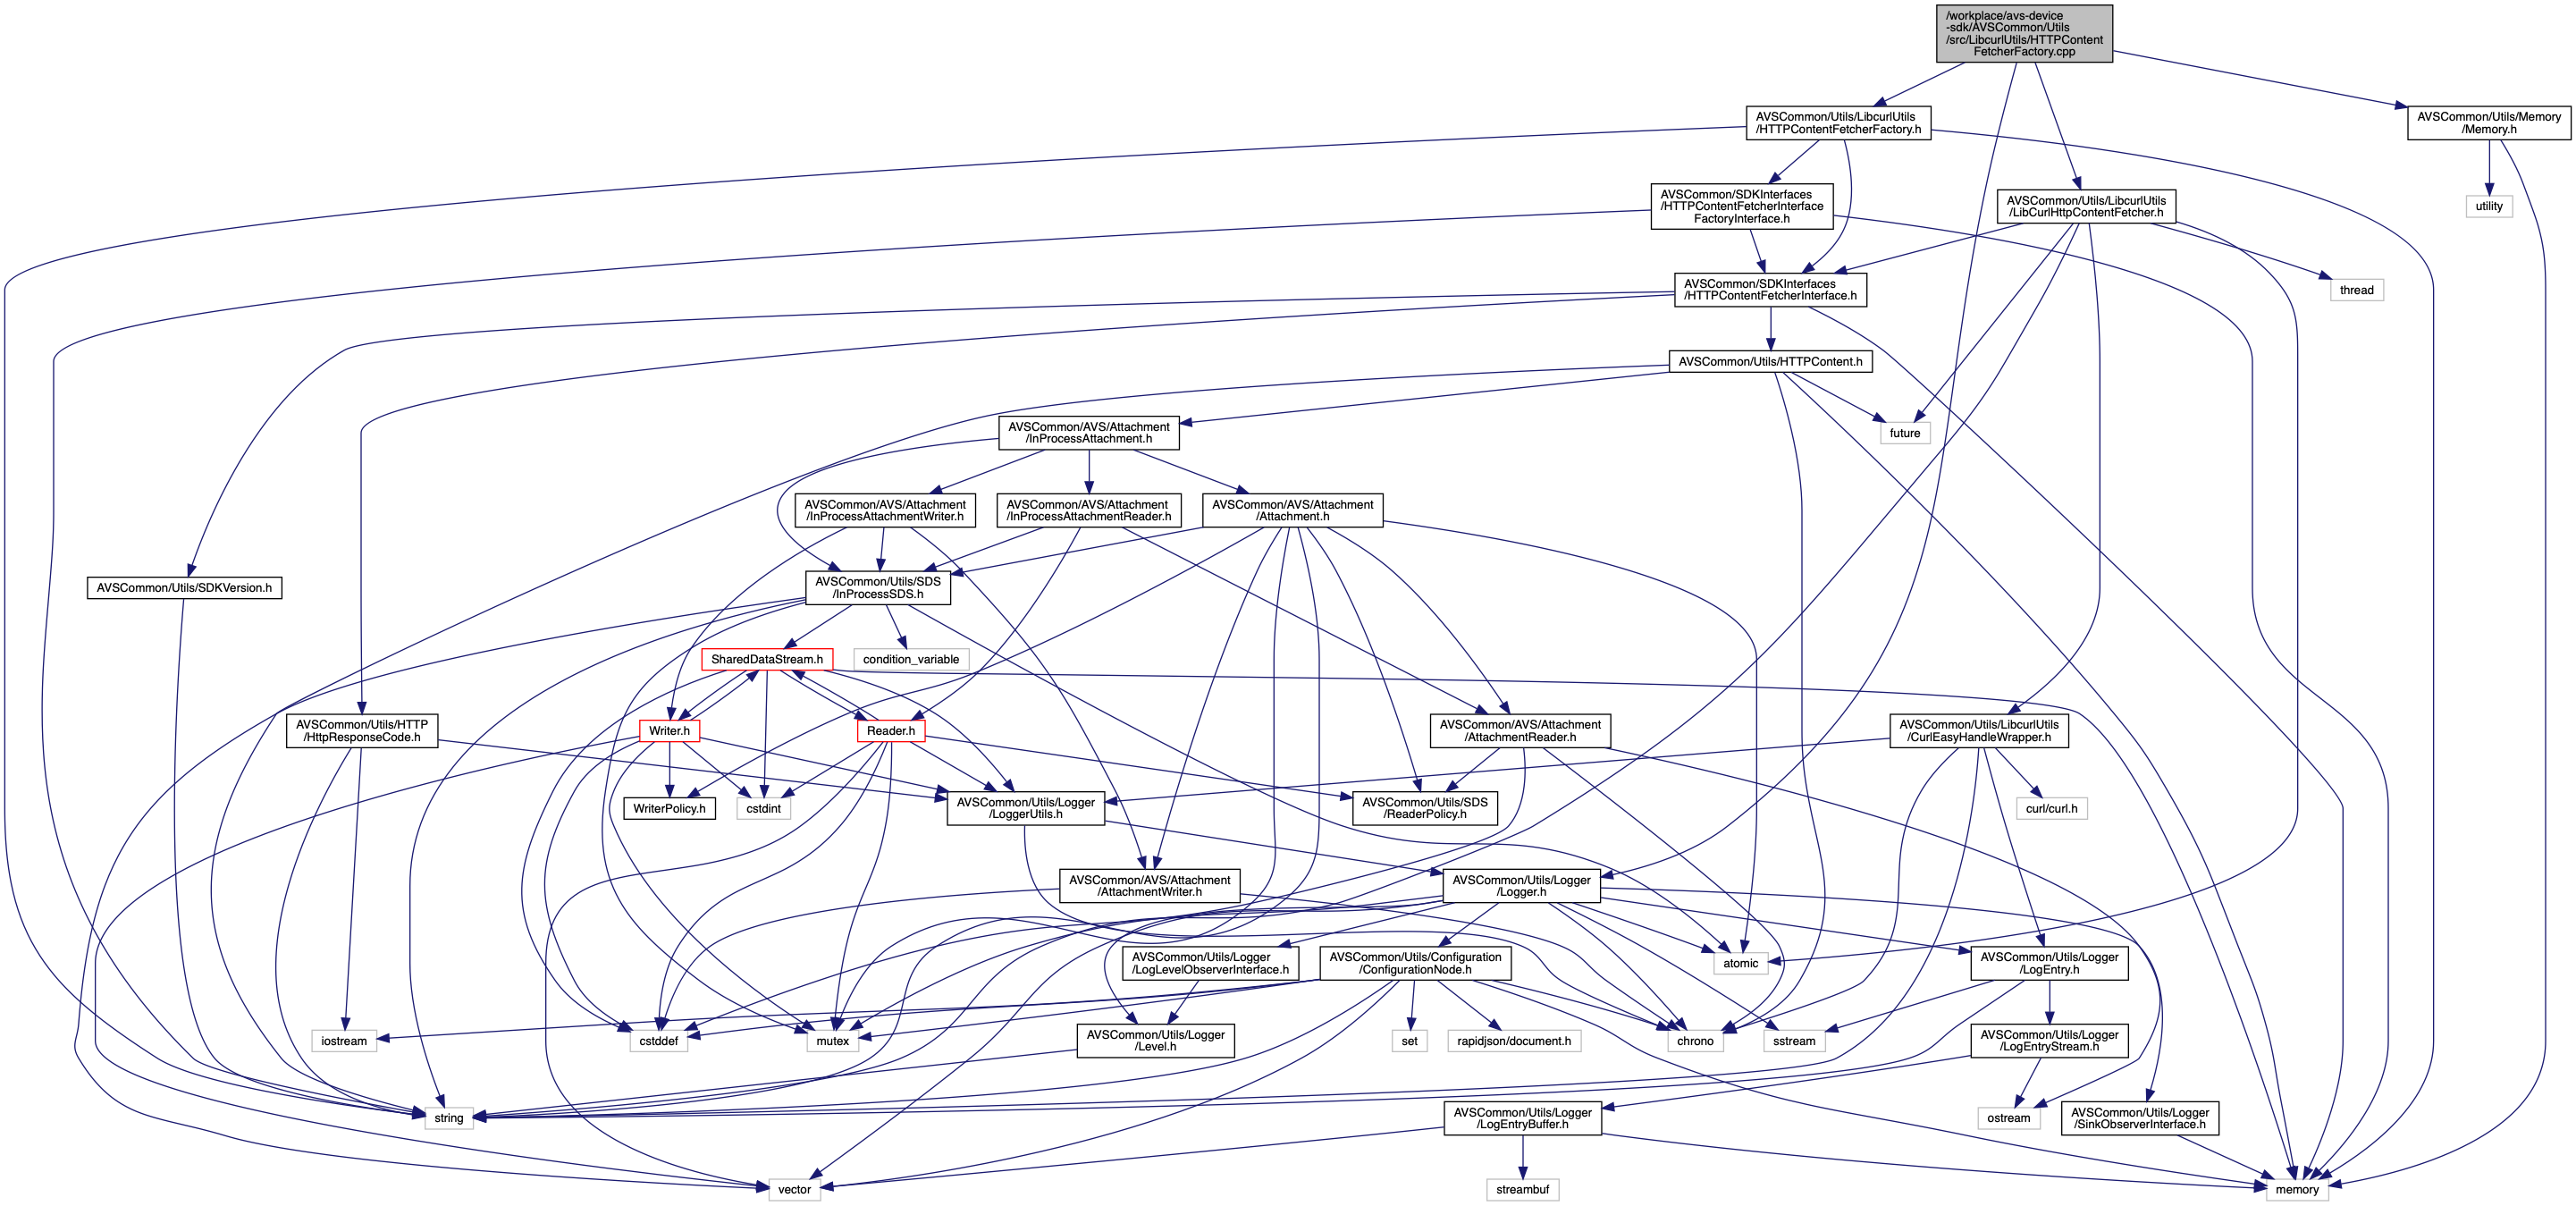 /workplace/avs-device
-sdk/AVSCommon/Utils
/src/LibcurlUtils/HTTPContent
FetcherFactory.cpp
AVSCommon/Utils/LibcurlUtils
/HTTPContentFetcherFactory.h
AVSCommon/Utils/Memory
/Memory.h
AVSCommon/SDKInterfaces
/HTTPContentFetcherInterface
FactoryInterface.h
AVSCommon/Utils/LibcurlUtils
/LibCurlHttpContentFetcher.h
utility
AVSCommon/SDKInterfaces
/HTTPContentFetcherInterface.h
thread
AVSCommon/Utils/HTTPContent.h
AVSCommon/AVS/Attachment
/InProcessAttachment.h
future
AVSCommon/AVS/Attachment
/InProcessAttachmentWriter.h
AVSCommon/AVS/Attachment
/InProcessAttachmentReader.h
AVSCommon/AVS/Attachment
/Attachment.h
AVSCommon/Utils/SDKVersion.h
AVSCommon/Utils/SDS
/InProcessSDS.h
SharedDataStream.h
condition_variable
AVSCommon/Utils/HTTP
/HttpResponseCode.h
Writer.h
Reader.h
AVSCommon/AVS/Attachment
/AttachmentReader.h
AVSCommon/Utils/LibcurlUtils
/CurlEasyHandleWrapper.h
WriterPolicy.h
cstdint
AVSCommon/Utils/Logger
/LoggerUtils.h
AVSCommon/Utils/SDS
/ReaderPolicy.h
curl/curl.h
AVSCommon/AVS/Attachment
/AttachmentWriter.h
AVSCommon/Utils/Logger
/Logger.h
AVSCommon/Utils/Logger
/LogLevelObserverInterface.h
AVSCommon/Utils/Configuration
/ConfigurationNode.h
atomic
AVSCommon/Utils/Logger
/LogEntry.h
iostream
cstddef
mutex
AVSCommon/Utils/Logger
/Level.h
set
rapidjson/document.h
chrono
sstream
AVSCommon/Utils/Logger
/LogEntryStream.h
string
AVSCommon/Utils/Logger
/LogEntryBuffer.h
ostream
AVSCommon/Utils/Logger
/SinkObserverInterface.h
vector
streambuf
memory